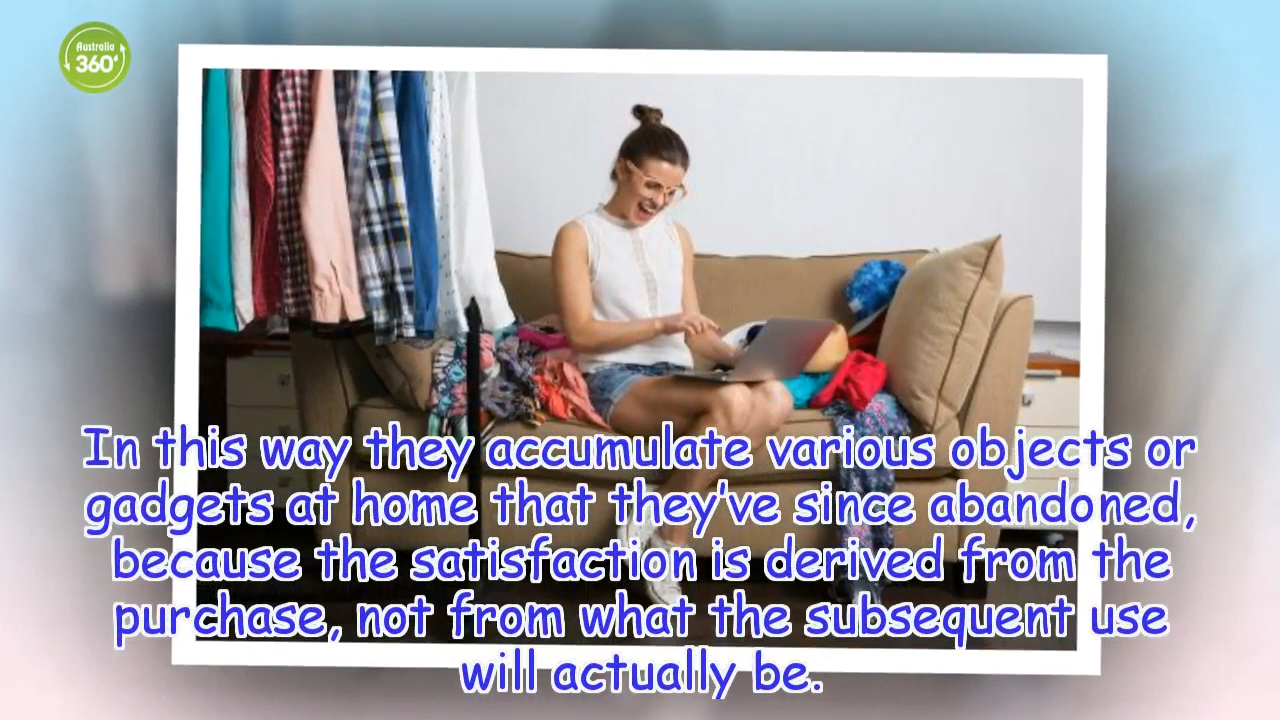 Australia
360°
In this way they accumulate various objects or
gadgets at home that they've since abandoned,
because the satisfaction is derived from the
purchase, not from what the subsequent use
will actually be.